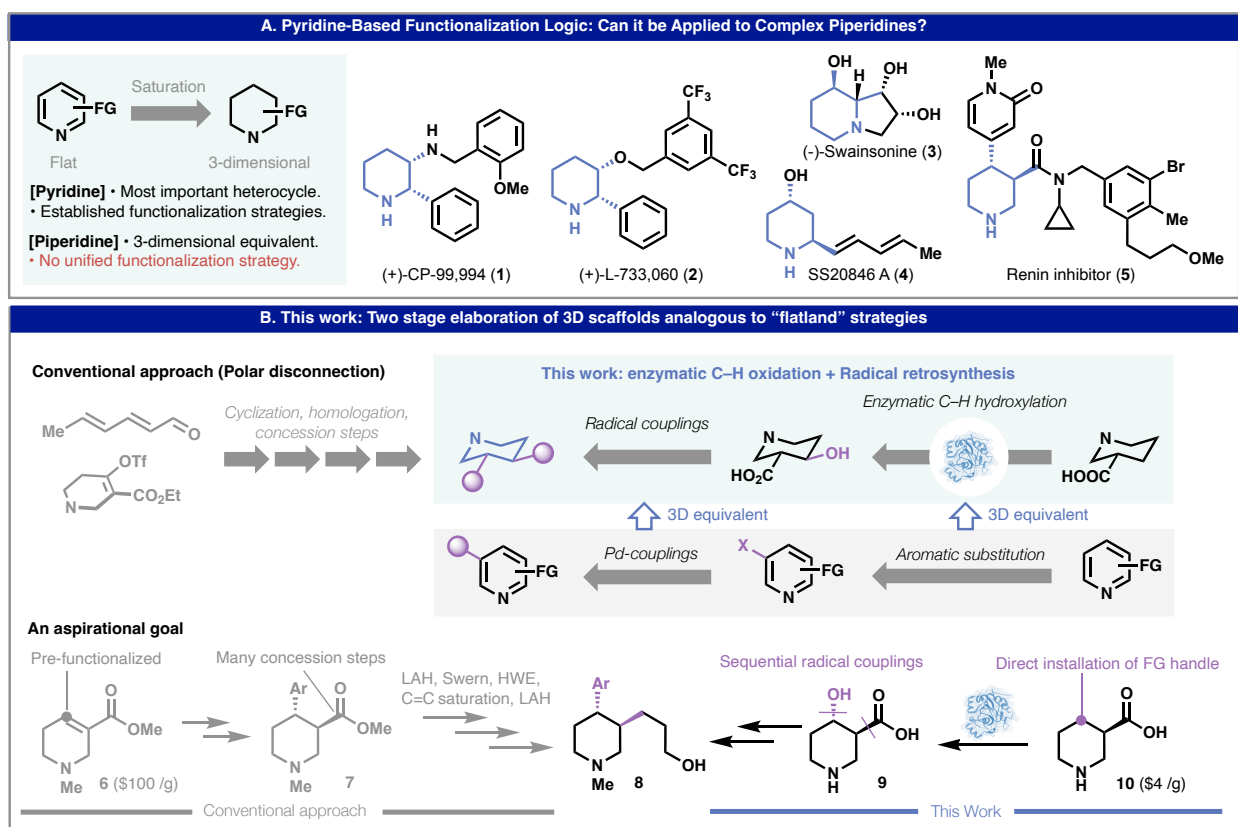 A. Pyridine-Based Functionalization Logic: Can it be Applied to Complex Piperidines?
FG
N
Flat
Saturation
FG
N
3-dimensional
[Pyridine] • Most important heterocycle.
• Established functionalization strategies.
[Piperidine] • 3-dimensional equivalent.
• No unified functionalization strategy.
H
N
OMe
N
H
(+)-CP-99,994 (1)
CF3
O
CF3
N
H
(+)-L-733,060 (2)
OH
H
OH
OH
N
(-)-Swainsonine (3)
OH
N
H
Me
SS20846 A (4)
Me
N
O
O
N
Br
Me
N
H
OMe
Renin inhibitor (5)
B. This work: Two stage elaboration of 3D scaffolds analogous to “flatland” strategies
Conventional approach (Polar disconnection)
Me
O
OTf
CO2Et
N
Cyclization, homologation,
concession steps
This work: enzymatic C–H oxidation + Radical retrosynthesis
N
Radical couplings
N
OH
HO2C
Enzymatic C–H hydroxylation
N
HOOC
3D equivalent
3D equivalent
FG
N
Pd-couplings
X
FG
N
Aromatic substitution
FG
N
An aspirational goal
Pre-functionalized
O
OMe
N
Me
6 ($100 /g)
Many concession steps
Ar
O
OMe
N
Me
7
LAH, Swern, HWE,
C=C saturation, LAH
Ar
OH
N
Me
8
Sequential radical couplings
OH
O
OH
N
H
9
Direct installation of FG handle
O
OH
N
H
10 ($4 /g)
Conventional approach
This Work